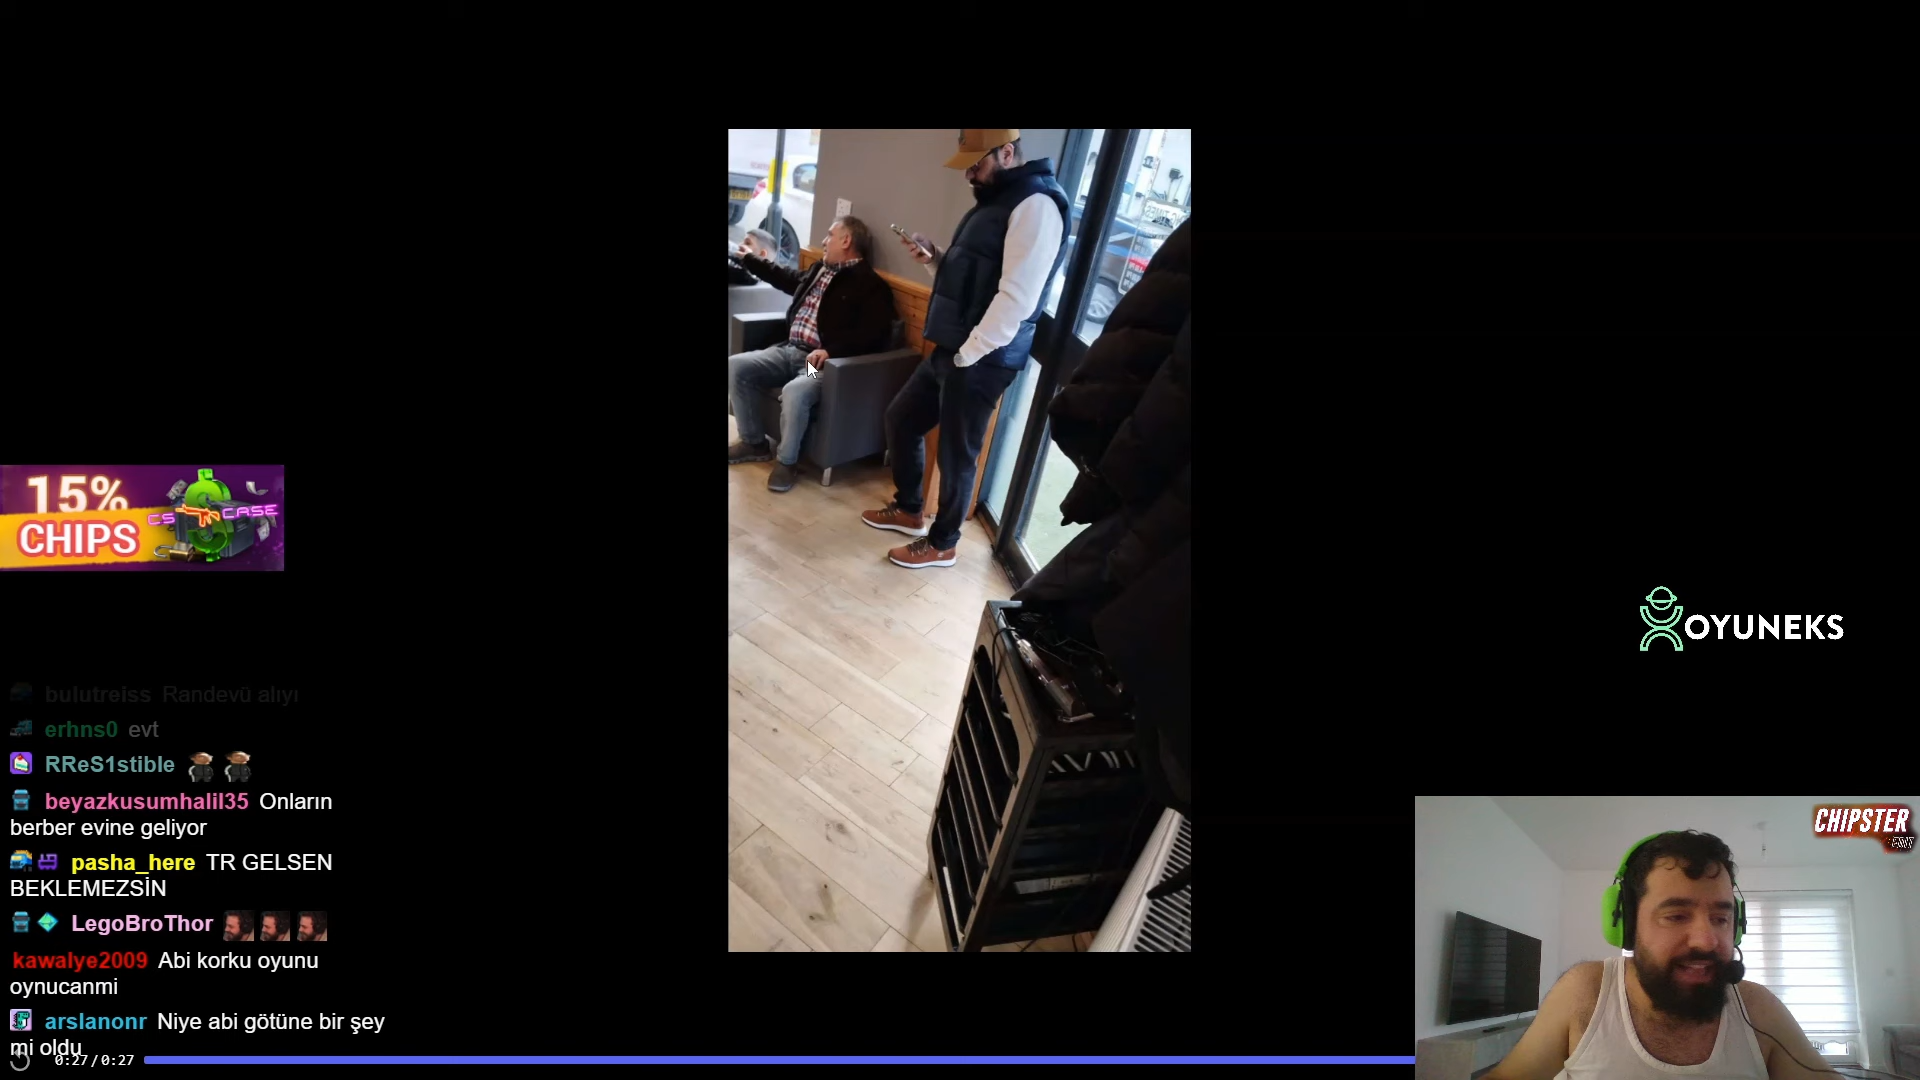 15%
CHIPS
CS CASE
OYUNEKS
bulutreiss Randevü alıyı
erhns0 evt
RReS1stible
beyazkusumhalil35 Onların
berber evine geliyor
pasha_here TR GELSEN
BEKLEMEZSİN
LegoBroThor
kawalye2009 Abi korku oyunu
oynucanmi
arslanonr Niye abi götüne bir şey
mi oldu
0:27/0:27
CHIPSTER